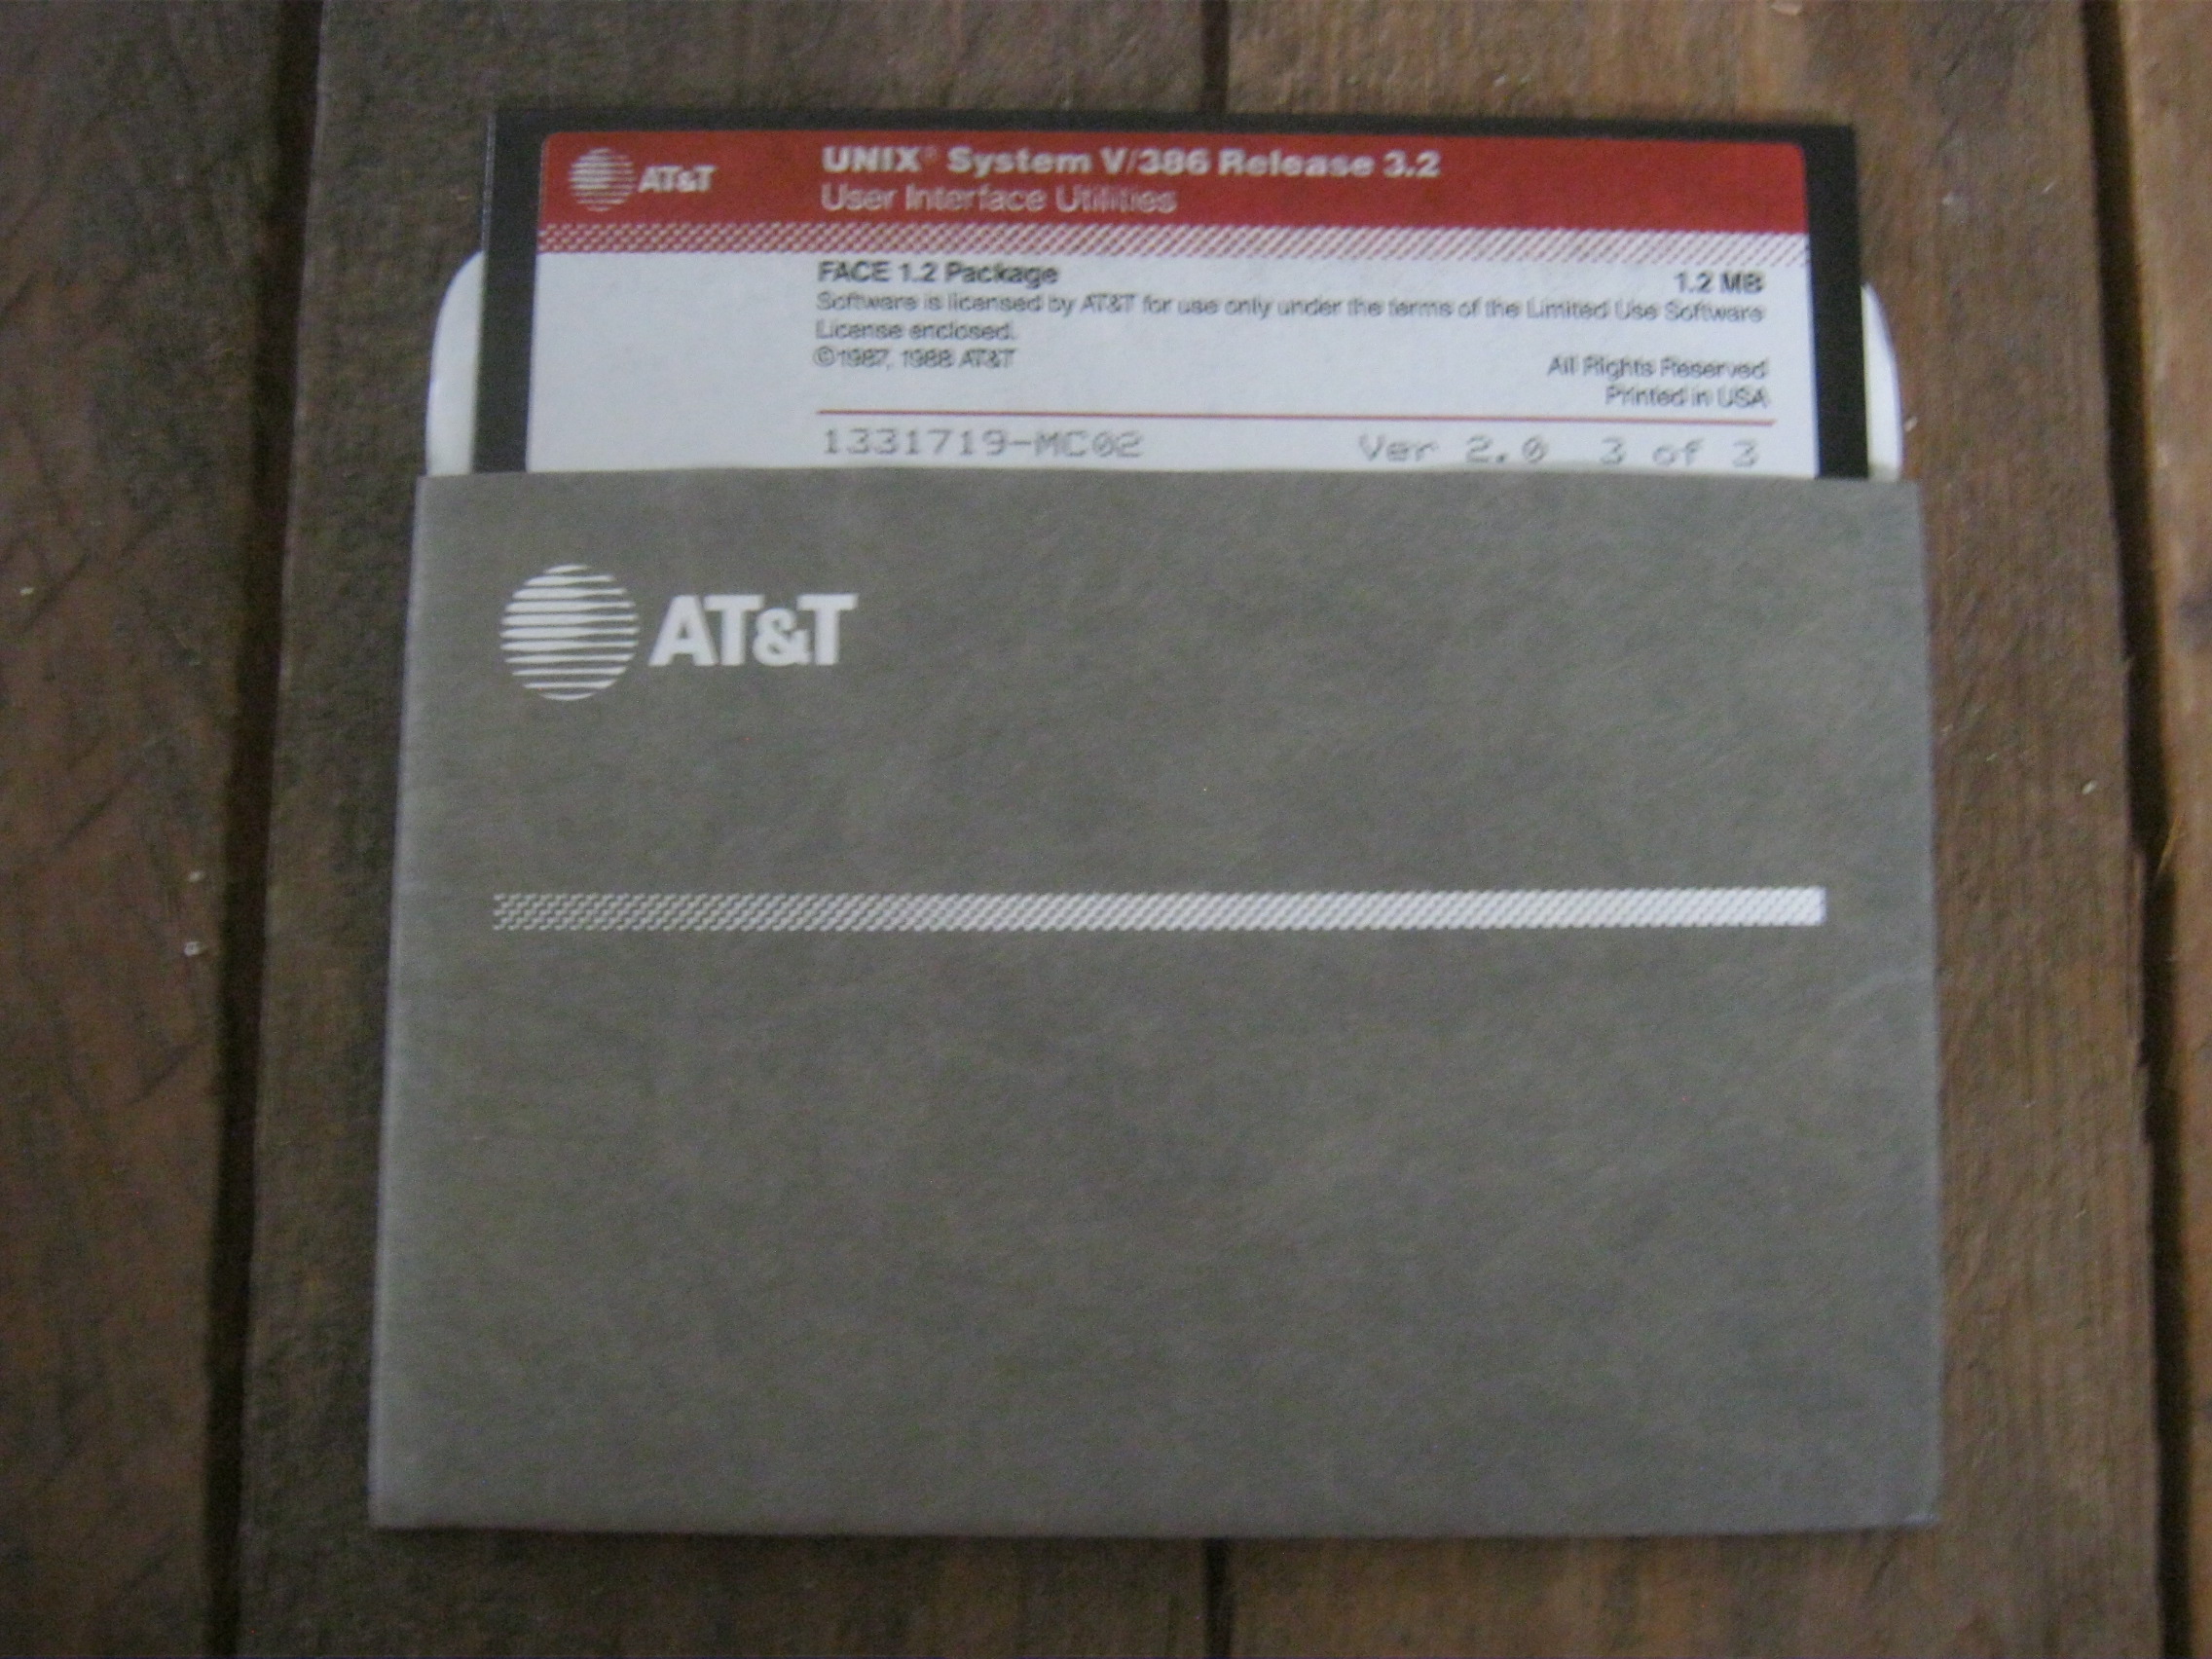 AT&T
UNIX® System V/386 Release 3.2
User Interface Utilities
FACE 1.2 Package 1.2 MB
Software is licensed by AT&T for use only under the terms of the Limited Use Software
License enclosed.
©1987, 1988 AT&T
All Rights Reserved
Printed in USA
1331719-MC02 Ver 2.0 3 of 3
AT&T